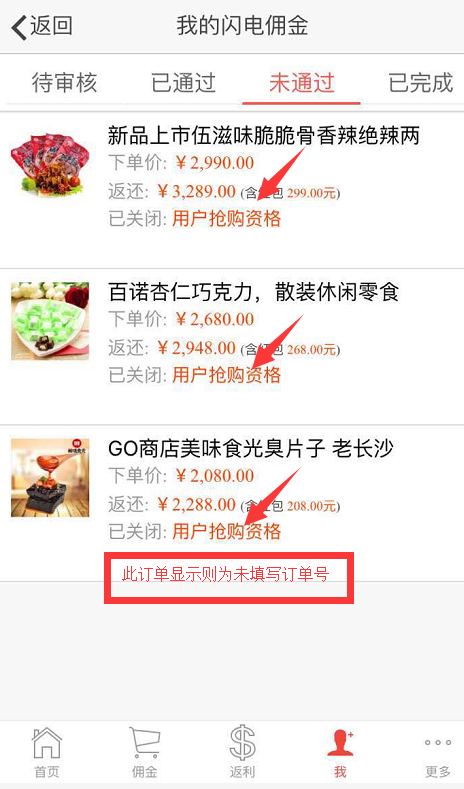 返回
我的闪电佣金
待审核 已通过 未通过 已完成
新品上市伍滋味脆脆骨香辣绝辣两
下单价: ￥2,990.00
返还: ￥3,289.00 (含红包 299.00元)
已关闭: 用户抢购资格
百诺杏仁巧克力，散装休闲零食
下单价: ￥2,680.00
返还: ￥2,948.00 (含红包 268.00元)
已关闭: 用户抢购资格
GO商店美味食光臭片子 老长沙
下单价: ￥2,080.00
返还: ￥2,288.00 (含红包 208.00元)
已关闭: 用户抢购资格
此订单显示则为未填写订单号
首页 佣金 返利 我 更多